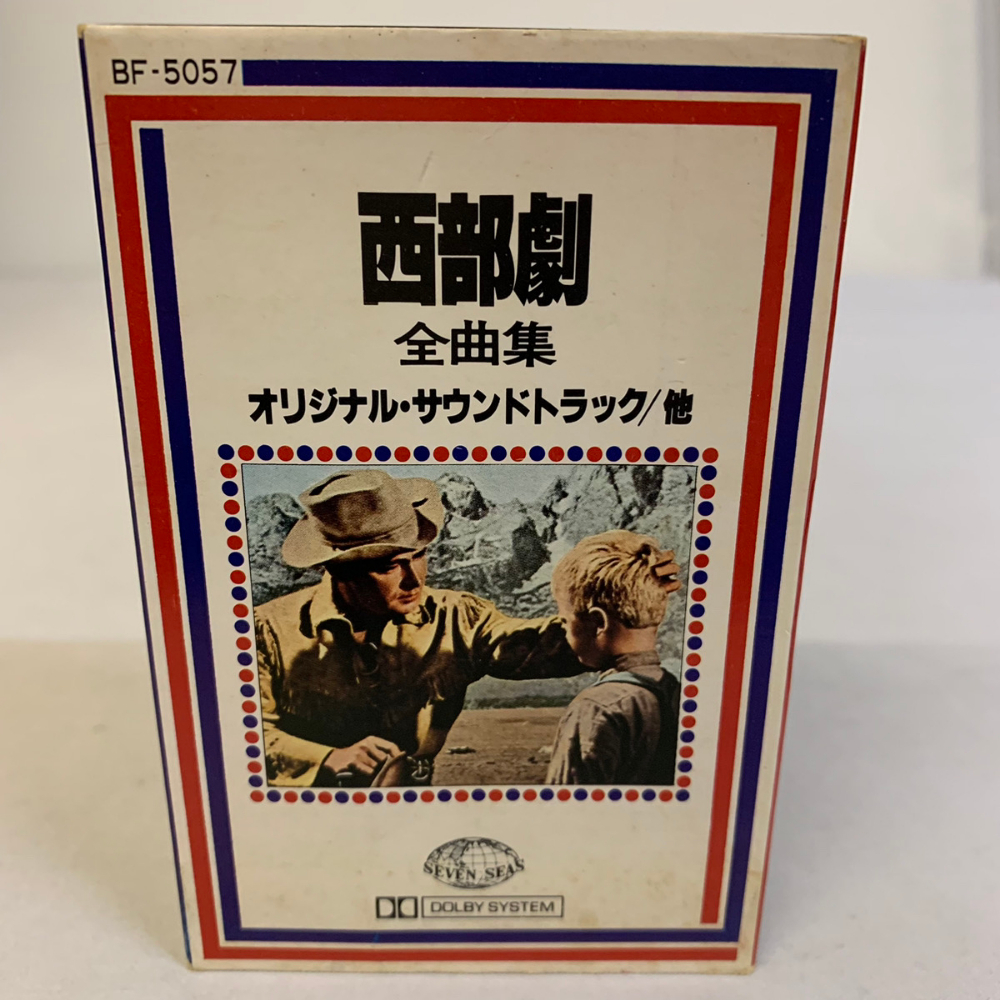 BF-5057
西部劇
全曲集
オリジナル・サウンドトラック/他
SEVEN SEAS
DOLBY SYSTEM